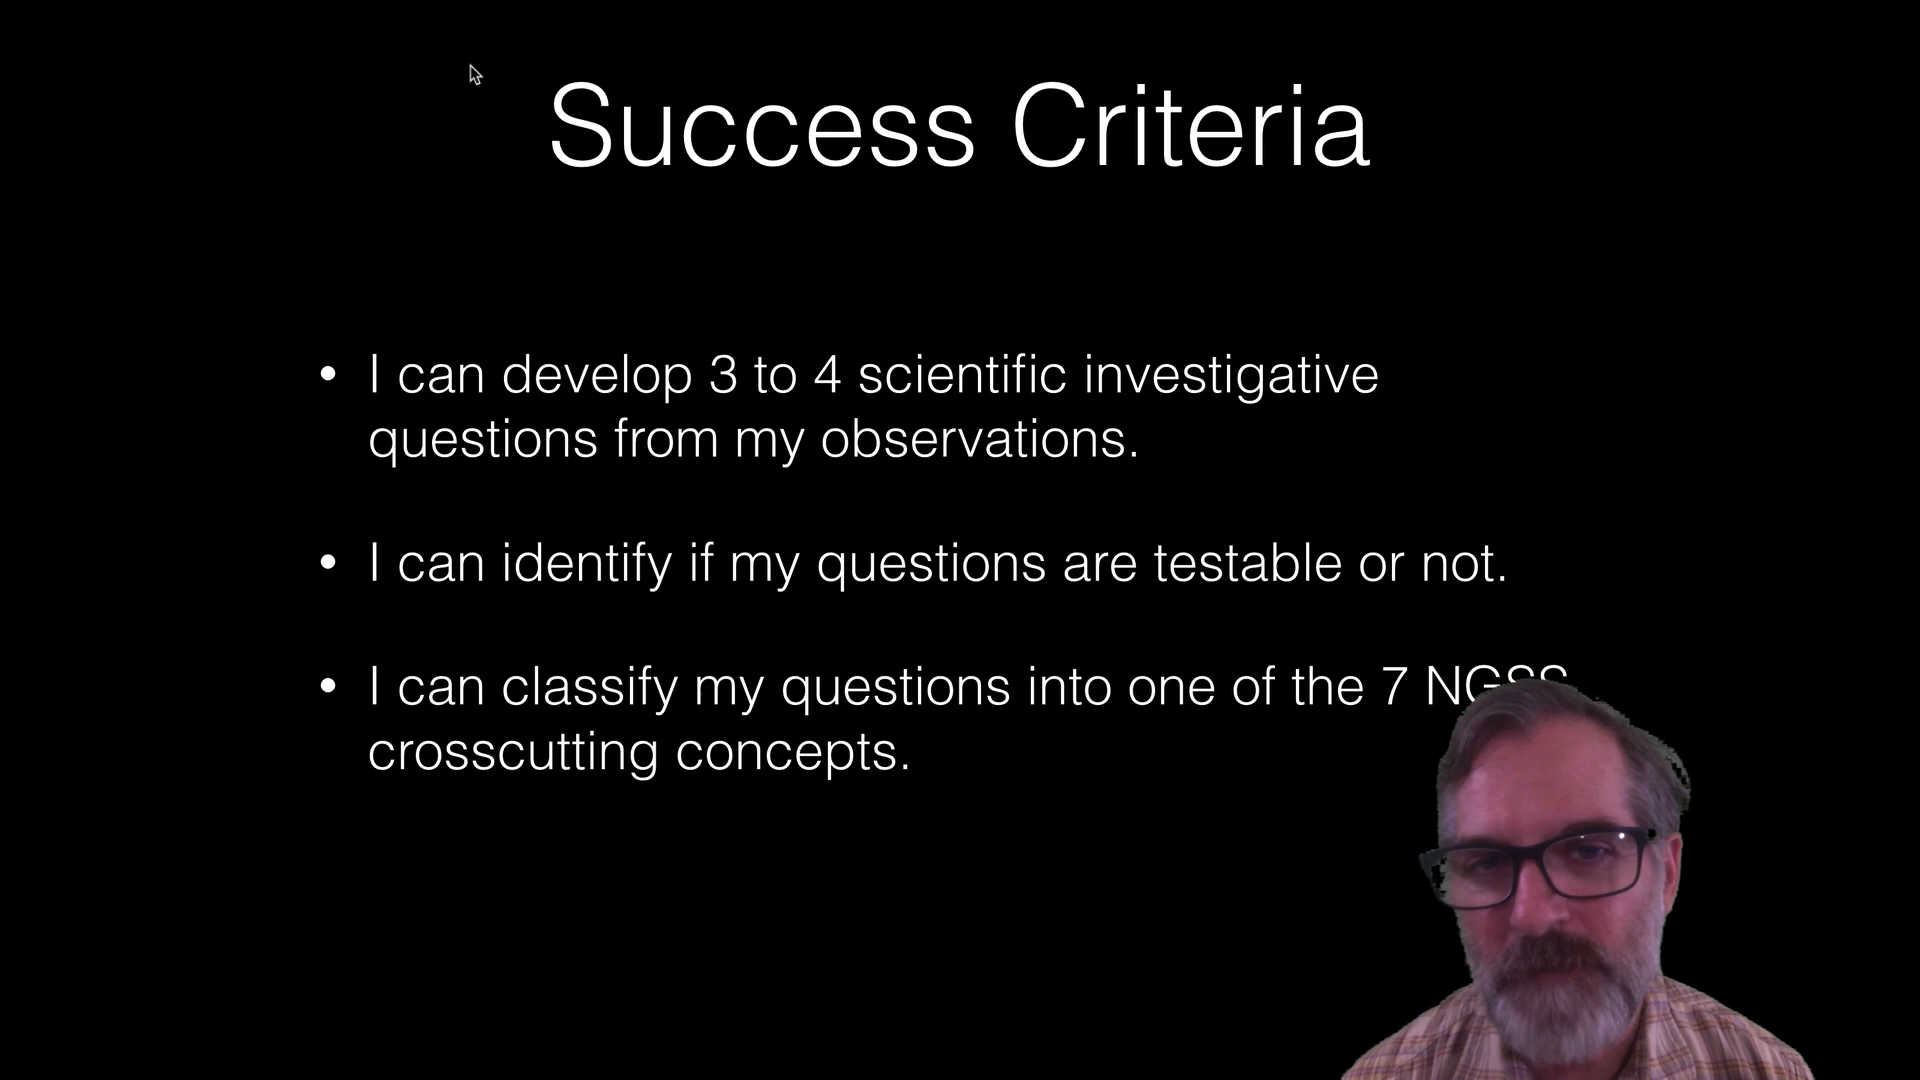 Success Criteria
• I can develop 3 to 4 scientific investigative
questions from my observations.
• I can identify if my questions are testable or not.
• I can classify my questions into one of the 7 NGSS
crosscutting concepts.